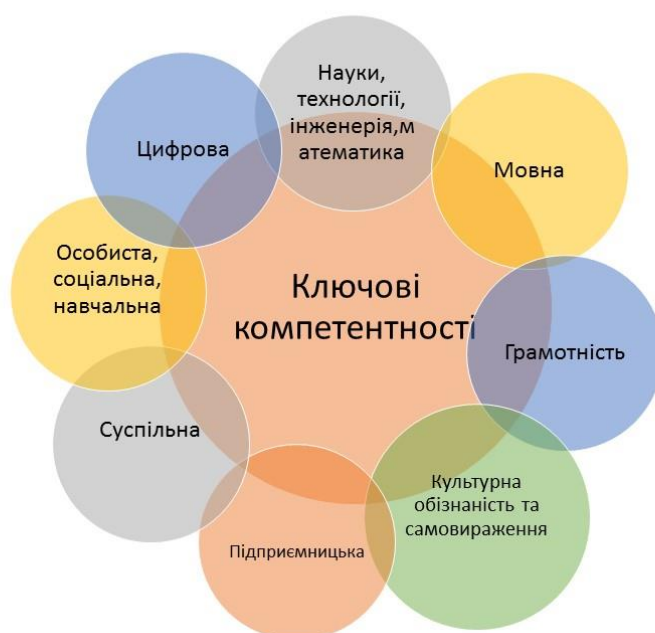 Науки,
технології,
інженерія,м
атематика
Мовна
Грамотність
Культурна
обізнаність та
самовираження
Підприємницька
Суспільна
Особиста,
соціальна,
навчальна
Цифрова
Ключові
компетентності